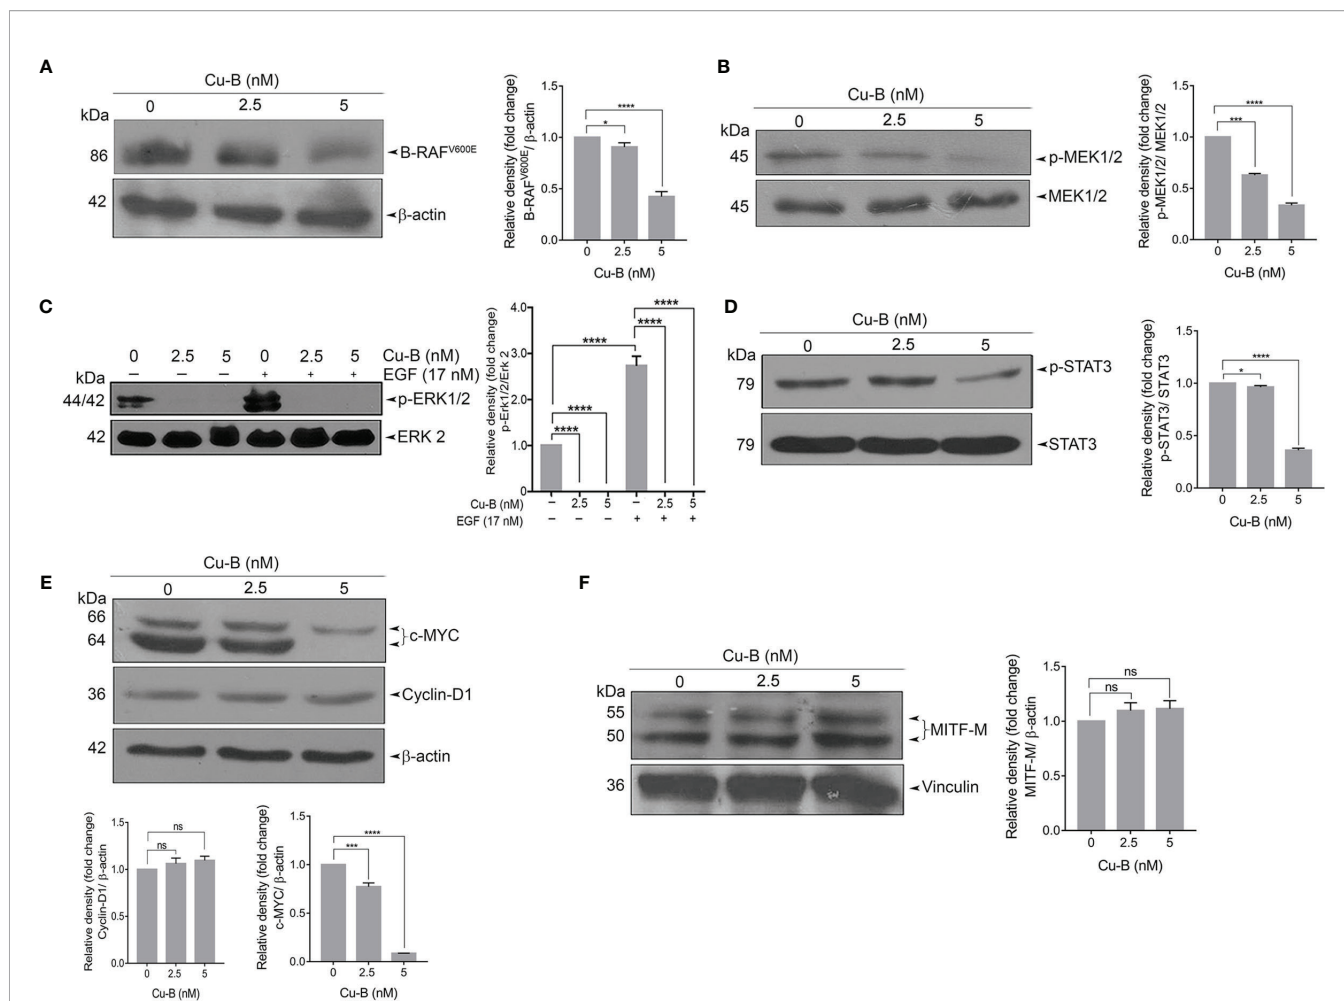 A
Cu-B (nM)
0 2.5 5
kDa
86
B-RAFV600E
42
β-actin
Relative density (fold change)
B-RAFV600E/ β-actin
1.5
1.0
0.5
0.0
****
*
0 2.5 5
Cu-B (nM)
B
Cu-B (nM)
0 2.5 5
kDa
45
p-MEK1/2
45
MEK1/2
Relative density (fold change)
p-MEK1/2/ MEK1/2
1.5
1.0
0.5
0.0
****
***
0 2.5 5
Cu-B (nM)
C
0 2.5 5 0 2.5 5 Cu-B (nM)
– – – + + + EGF (17 nM)
kDa
44/42
p-ERK1/2
42
ERK 2
Relative density (fold change)
p-Erk1/2/Erk 2
4.0
3.0
2.0
1.0
0
****
****
****
****
****
Cu-B (nM) – 2.5 5 – 2.5 5
EGF (17 nM) – – – + + +
D
Cu-B (nM)
0 2.5 5
79
p-STAT3
79
STAT3
Relative density (fold change)
p-STAT3/ STAT3
1.5
1.0
0.5
0.0
****
*
0 2.5 5
Cu-B (nM)
E
Cu-B (nM)
0 2.5 5
kDa
66
64
c-MYC
36
Cyclin-D1
42
β-actin
Relative density (fold change)
Cyclin-D1/ β-actin
1.5
1.0
0.5
0.0
ns
ns
0 2.5 5
Cu-B (nM)
Relative density (fold change)
c-MYC/ β-actin
1.5
1.0
0.5
0.0
****
***
0 2.5 5
Cu-B (nM)
F
Cu-B (nM)
0 2.5 5
kDa
55
50
MITF-M
36
Vinculin
Relative density (fold change)
MITF-M/ β-actin
1.5
1.0
0.5
0.0
ns
ns
0 2.5 5
Cu-B (nM)